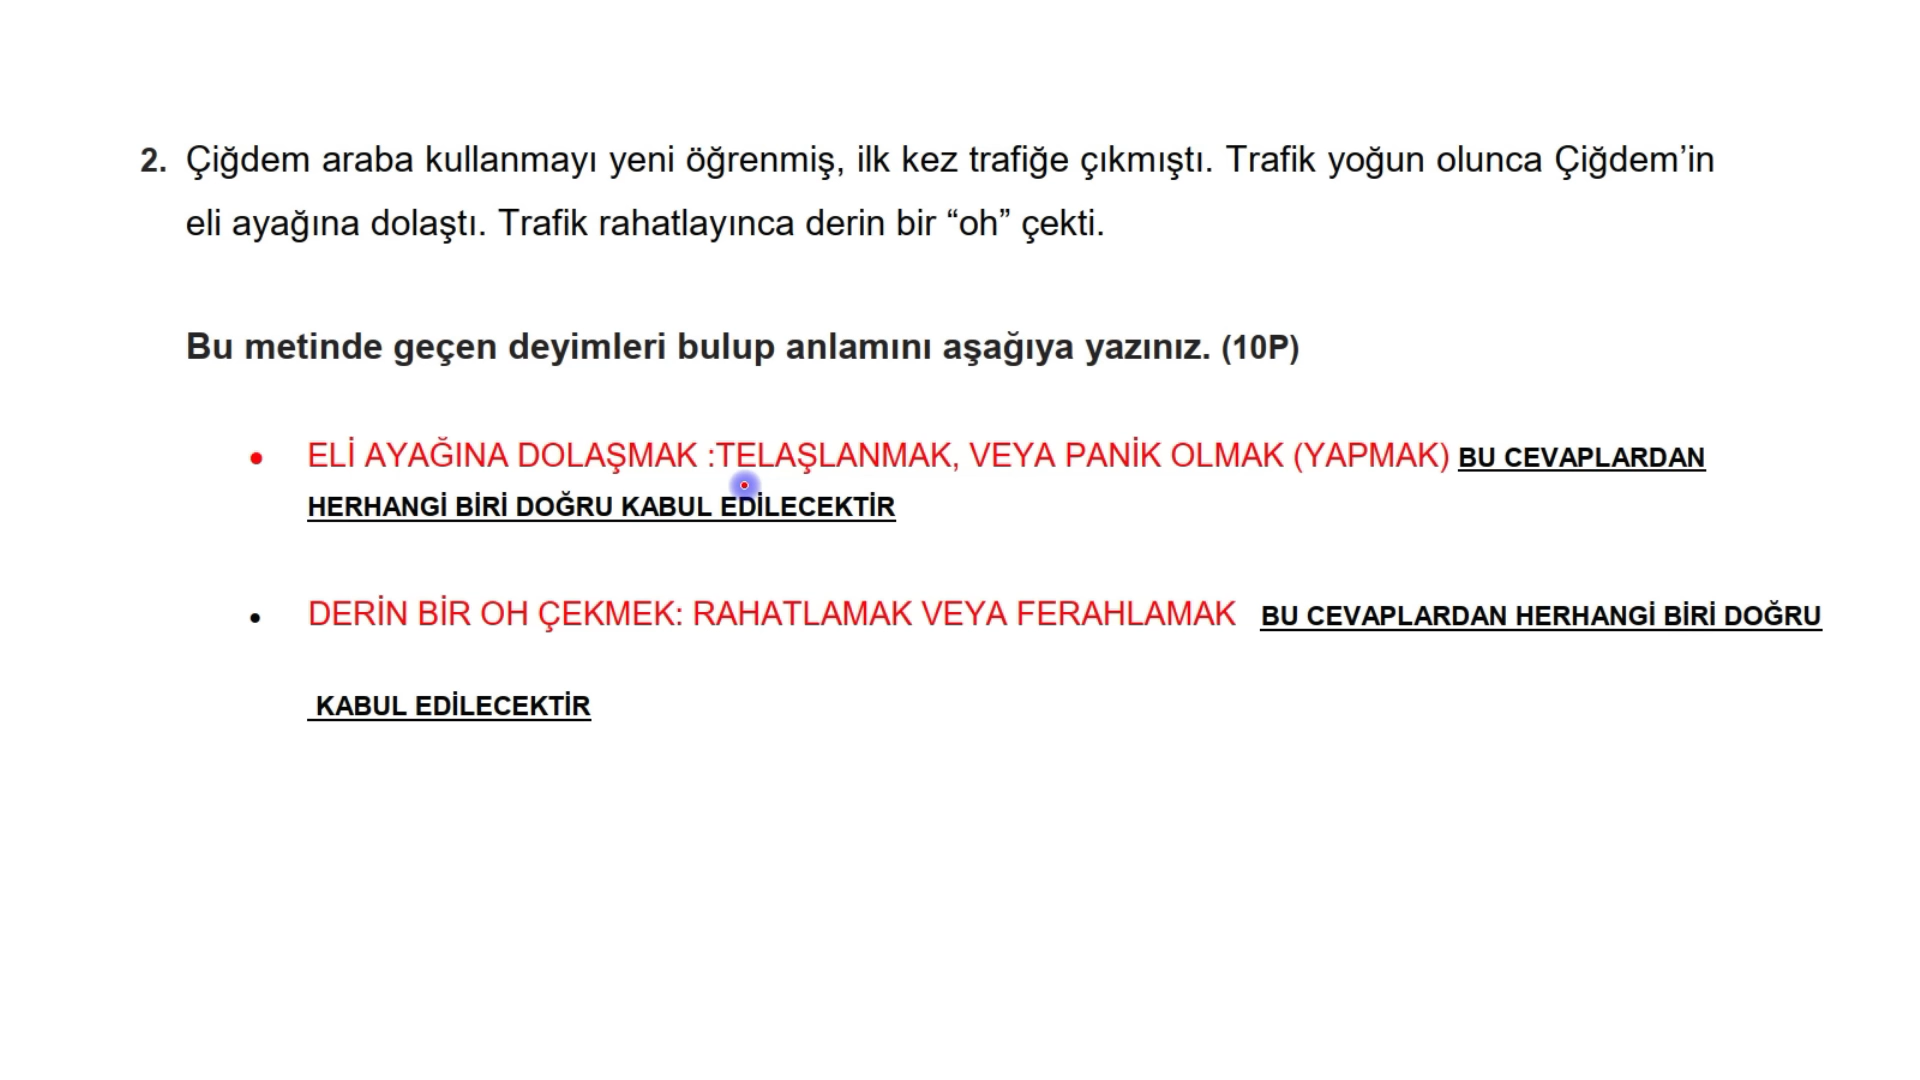 2. Çiğdem araba kullanmayı yeni öğrenmiş, ilk kez trafiğe çıkmıştı. Trafik yoğun olunca Çiğdem’in
eli ayağına dolaştı. Trafik rahatlayınca derin bir “oh” çekti.
Bu metinde geçen deyimleri bulup anlamını aşağıya yazınız. (10P)
• ELİ AYAĞINA DOLAŞMAK :TELAŞLANMAK, VEYA PANİK OLMAK (YAPMAK) BU CEVAPLARDAN
HERHANGİ BİRİ DOĞRU KABUL EDİLECEKTİR
• DERİN BİR OH ÇEKMEK: RAHATLAMAK VEYA FERAHLAMAK BU CEVAPLARDAN HERHANGİ BİRİ DOĞRU
KABUL EDİLECEKTİR